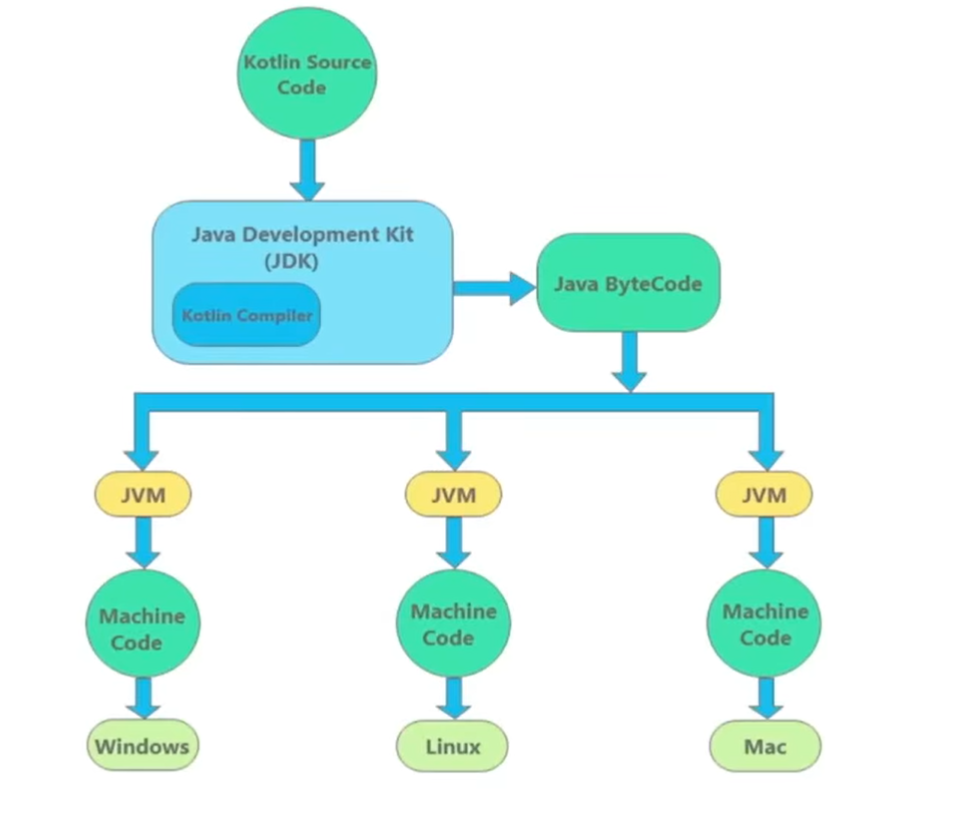 Kotlin Source
Code
Java Development Kit
(JDK)
Kotlin Compiler
Java ByteCode
JVM
JVM
JVM
Machine
Code
Machine
Code
Machine
Code
Windows
Linux
Mac